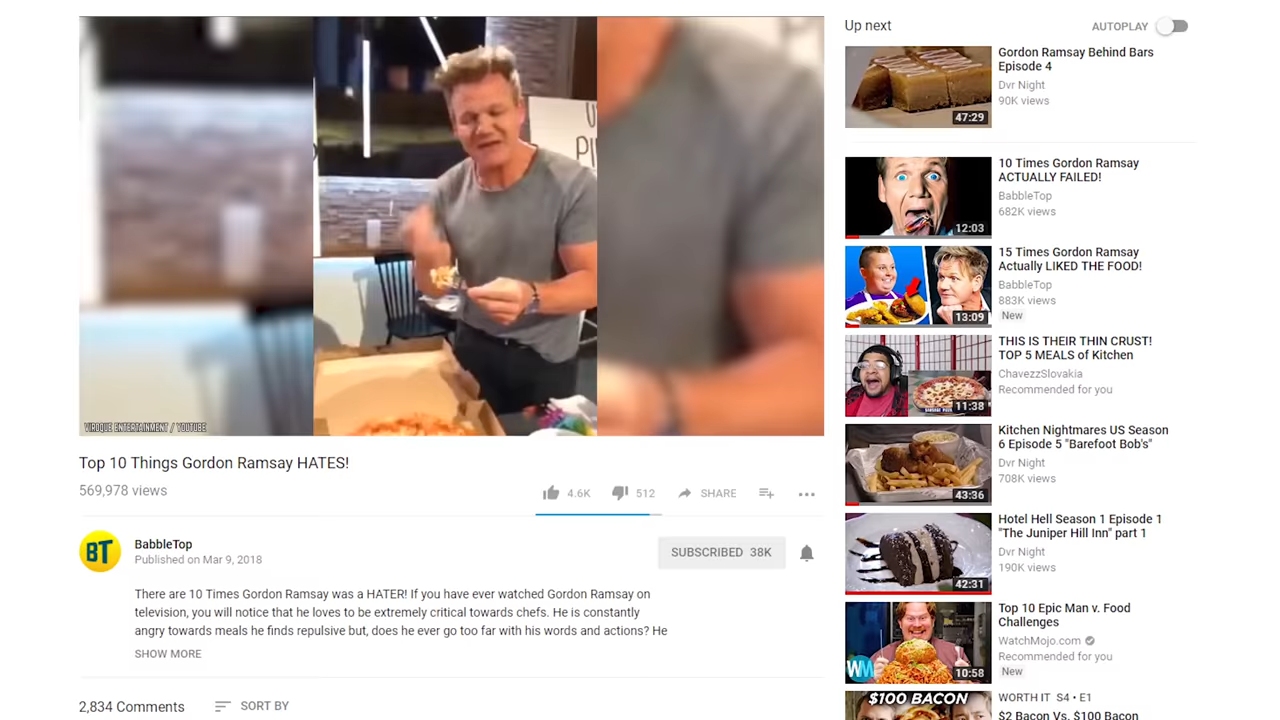 Up next
AUTOPLAY
VIROQUE ENTERTAINMENT / YOUTUBE
Top 10 Things Gordon Ramsay HATES!
569,978 views
4.6K
512
SHARE
BT
BabbleTop
Published on Mar 9, 2018
SUBSCRIBED 38K
There are 10 Times Gordon Ramsay was a HATER! If you have ever watched Gordon Ramsay on
television, you will notice that he loves to be extremely critical towards chefs. He is constantly
angry towards meals he finds repulsive but, does he ever go too far with his words and actions? He
SHOW MORE
2,834 Comments
SORT BY
Gordon Ramsay Behind Bars
Episode 4
Dvr Night
90K views
47:29
10 Times Gordon Ramsay
ACTUALLY FAILED!
BabbleTop
682K views
12:03
15 Times Gordon Ramsay
Actually LIKED THE FOOD!
BabbleTop
883K views
New
13:09
THIS IS THEIR THIN CRUST!
TOP 5 MEALS of Kitchen
ChavezzSlovakia
Recommended for you
11:38
Kitchen Nightmares US Season
6 Episode 5 "Barefoot Bob's"
Dvr Night
708K views
43:36
Hotel Hell Season 1 Episode 1
"The Juniper Hill Inn" part 1
Dvr Night
190K views
42:31
Top 10 Epic Man v. Food
Challenges
WatchMojo.com
Recommended for you
New
WM
10:58
$100 BACON
WORTH IT S4 • E1
$2 Bacon Vs. $100 Bacon